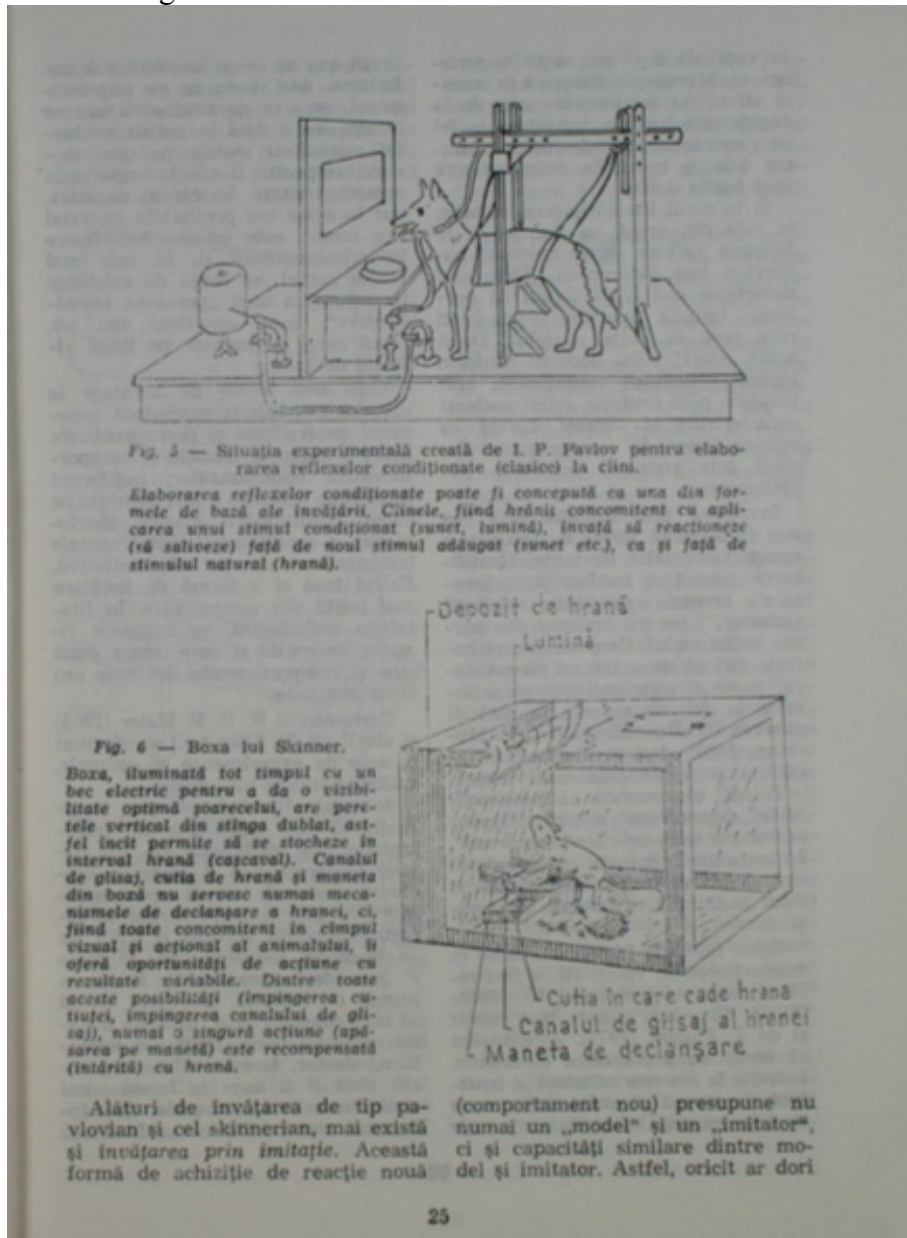 Fig. 5 — Situația experimentală creată de I. P. Pavlov pentru elabo-
rarea reflexelor condiționate (clasice) la cîini.
Elaborarea reflexelor condiționate poate fi concepută ca una din for-
mele de bază ale învățării, Cîinele, fiind hrănit concomitent cu apli-
carea unui stimul condiționat (sunet, lumină), învață să reacționeze
(să saliveze) față de noul stimul adăugat (sunet etc.), ca și față de
stimulul natural (hrană).
Depozit de hrană
Lumină
Fig. 6 — Boxa lui Skinner.
Boxa, iluminată tot timpul cu un
bec electric pentru a da o vizibi-
litate optimă șoarecelui, are pere-
tele vertical din stînga dublat, ast-
fel încît permite să se stocheze în
interval hrană (cașcaval). Canalul
de glisaj, cutia de hrană și maneta
din boxă nu servesc numai meca-
nismele de declanșare a hranei, ci,
fiind toate concomitent în cîmpul
vizual și acțional al animalului, îi
oferă oportunități de acțiune cu
rezultate variabile. Dintre toate
aceste posibilități (împingerea cu-
tiuței, împingerea canalului de gli-
saj), numai o singură acțiune (apă-
sarea pe manetă) este recompensată
(întărită) cu hrană.
Cutia în care cade hrana
Canalul de glisaj al hranei
Maneta de declanșare
Alături de învățarea de tip pa-
vlovian și cel skinnerian, mai există
și învățarea prin imitație. Această
formă de achiziție de reacție nouă
(comportament nou) presupune nu
numai un „model" și un „imitator",
ci și capacități similare dintre mo-
del și imitator. Astfel, oricît ar dori
25